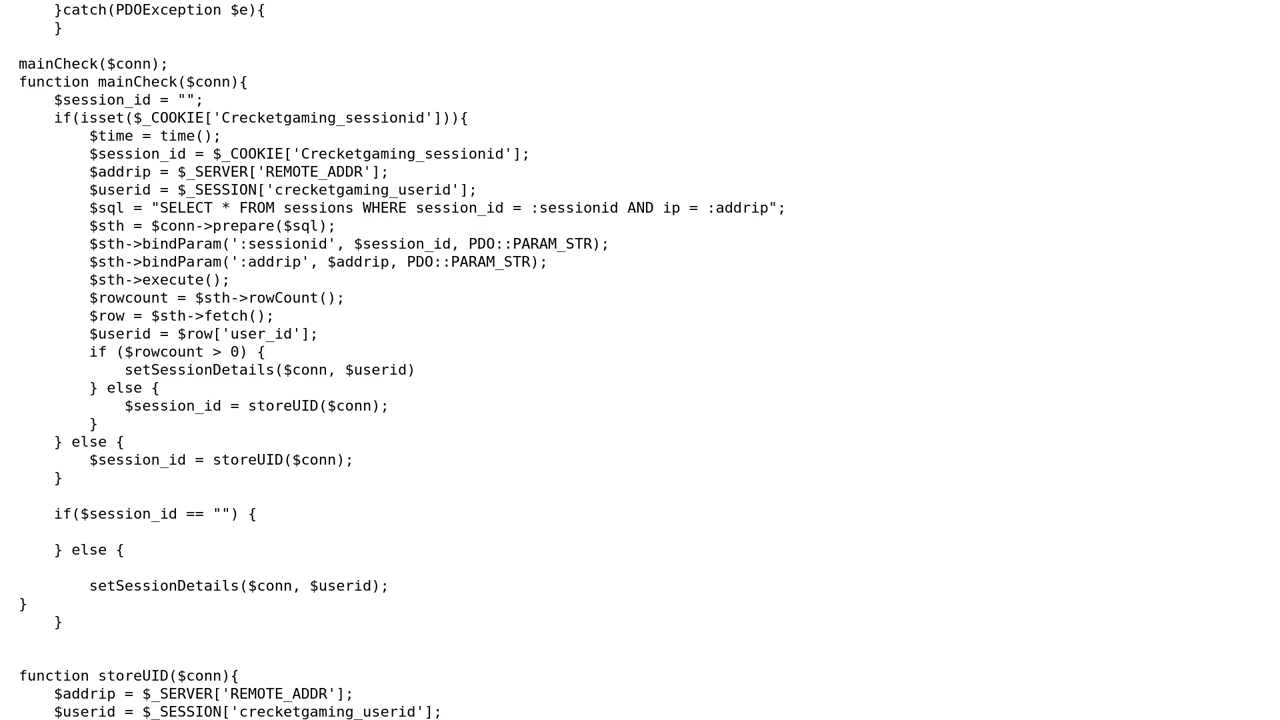 }catch(PDOException $e){
    }

mainCheck($conn);
function mainCheck($conn){
    $session_id = "";
    if(isset($_COOKIE['Crecketgaming_sessionid'])){
        $time = time();
        $session_id = $_COOKIE['Crecketgaming_sessionid'];
        $addrip = $_SERVER['REMOTE_ADDR'];
        $userid = $_SESSION['crecketgaming_userid'];
        $sql = "SELECT * FROM sessions WHERE session_id = :sessionid AND ip = :addrip";
        $sth = $conn->prepare($sql);
        $sth->bindParam(':sessionid', $session_id, PDO::PARAM_STR);
        $sth->bindParam(':addrip', $addrip, PDO::PARAM_STR);
        $sth->execute();
        $rowcount = $sth->rowCount();
        $row = $sth->fetch();
        $userid = $row['user_id'];
        if ($rowcount > 0) {
            setSessionDetails($conn, $userid)
        } else {
            $session_id = storeUID($conn);
        }
    } else {
        $session_id = storeUID($conn);
    }

    if($session_id == "") {

    } else {

        setSessionDetails($conn, $userid);
}
    }


function storeUID($conn){
    $addrip = $_SERVER['REMOTE_ADDR'];
    $userid = $_SESSION['crecketgaming_userid'];